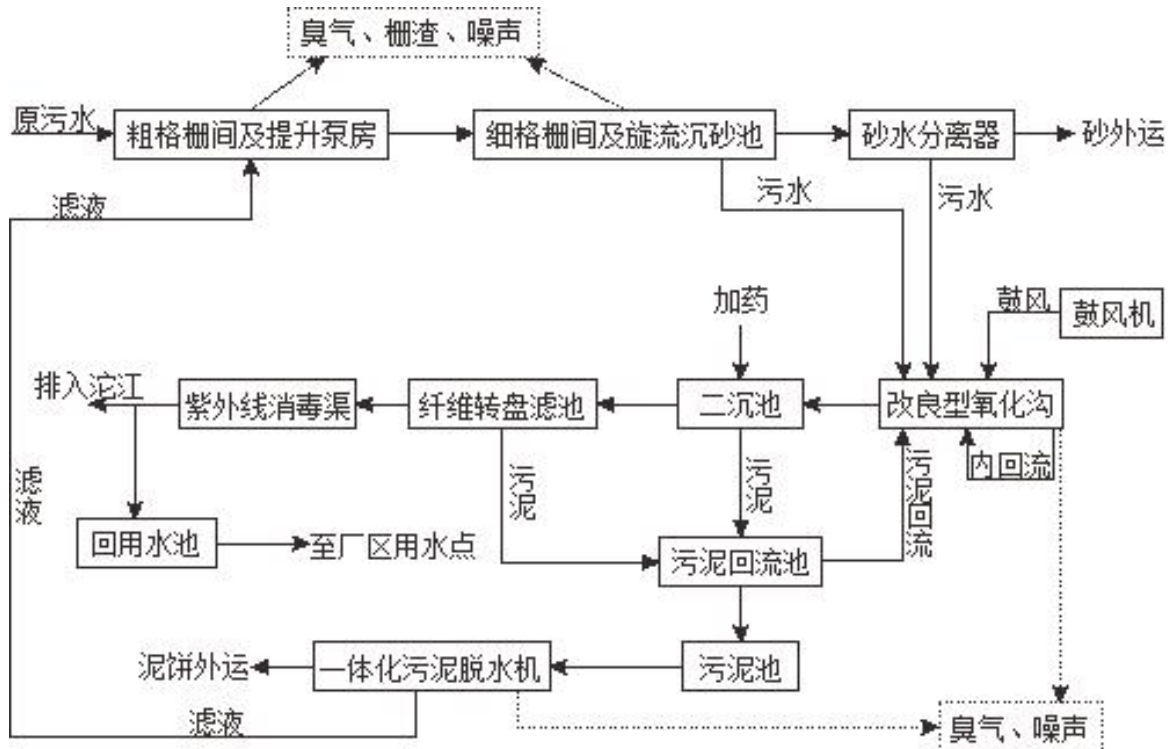 臭气、栅渣、噪声
原污水
粗格栅间及提升泵房
细格栅间及旋流沉砂池
砂水分离器
砂外运
滤液
污水
污水
加药
鼓风
鼓风机
排入沱江
紫外线消毒渠
纤维转盘滤池
二沉池
改良型氧化沟
内回流
滤液
污泥
污泥
污泥回流
回用水池
至厂区用水点
污泥回流池
泥饼外运
一体化污泥脱水机
污泥池
滤液
臭气、噪声